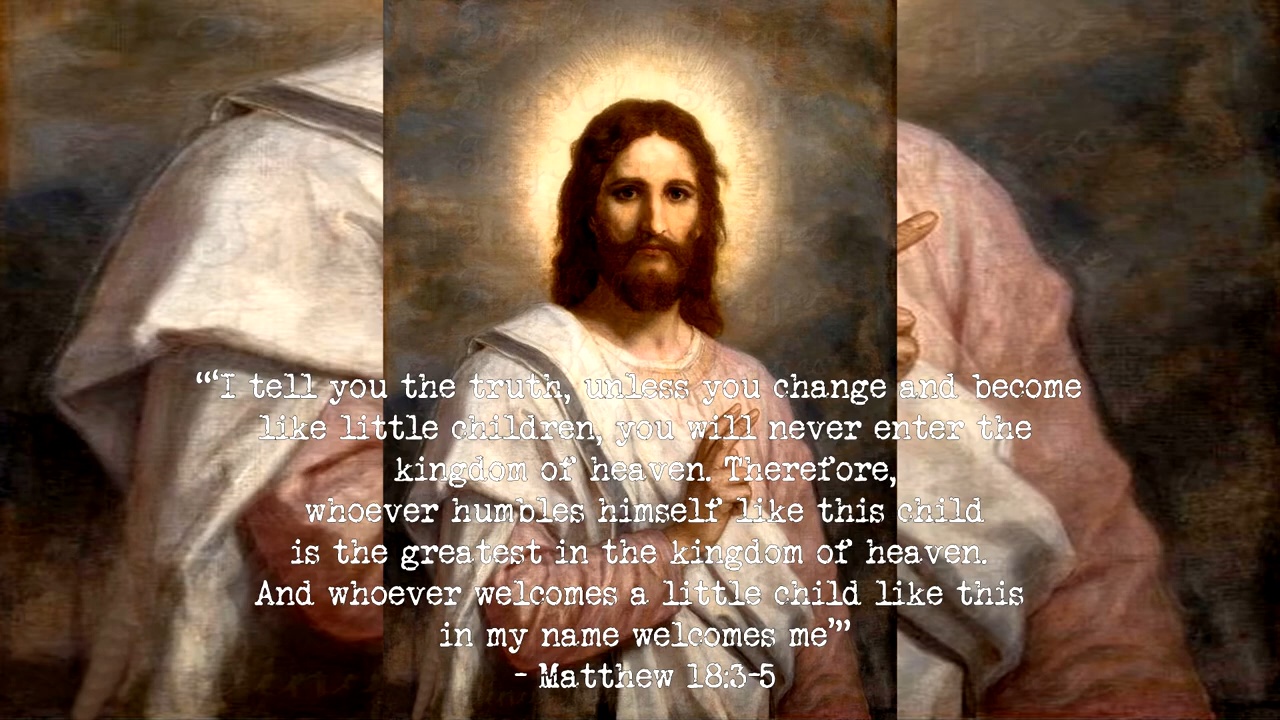 “‘I tell you the truth, unless you change and become
like little children, you will never enter the
kingdom of heaven. Therefore,
whoever humbles himself like this child
is the greatest in the kingdom of heaven.
And whoever welcomes a little child like this
in my name welcomes me’”
- Matthew 18:3-5